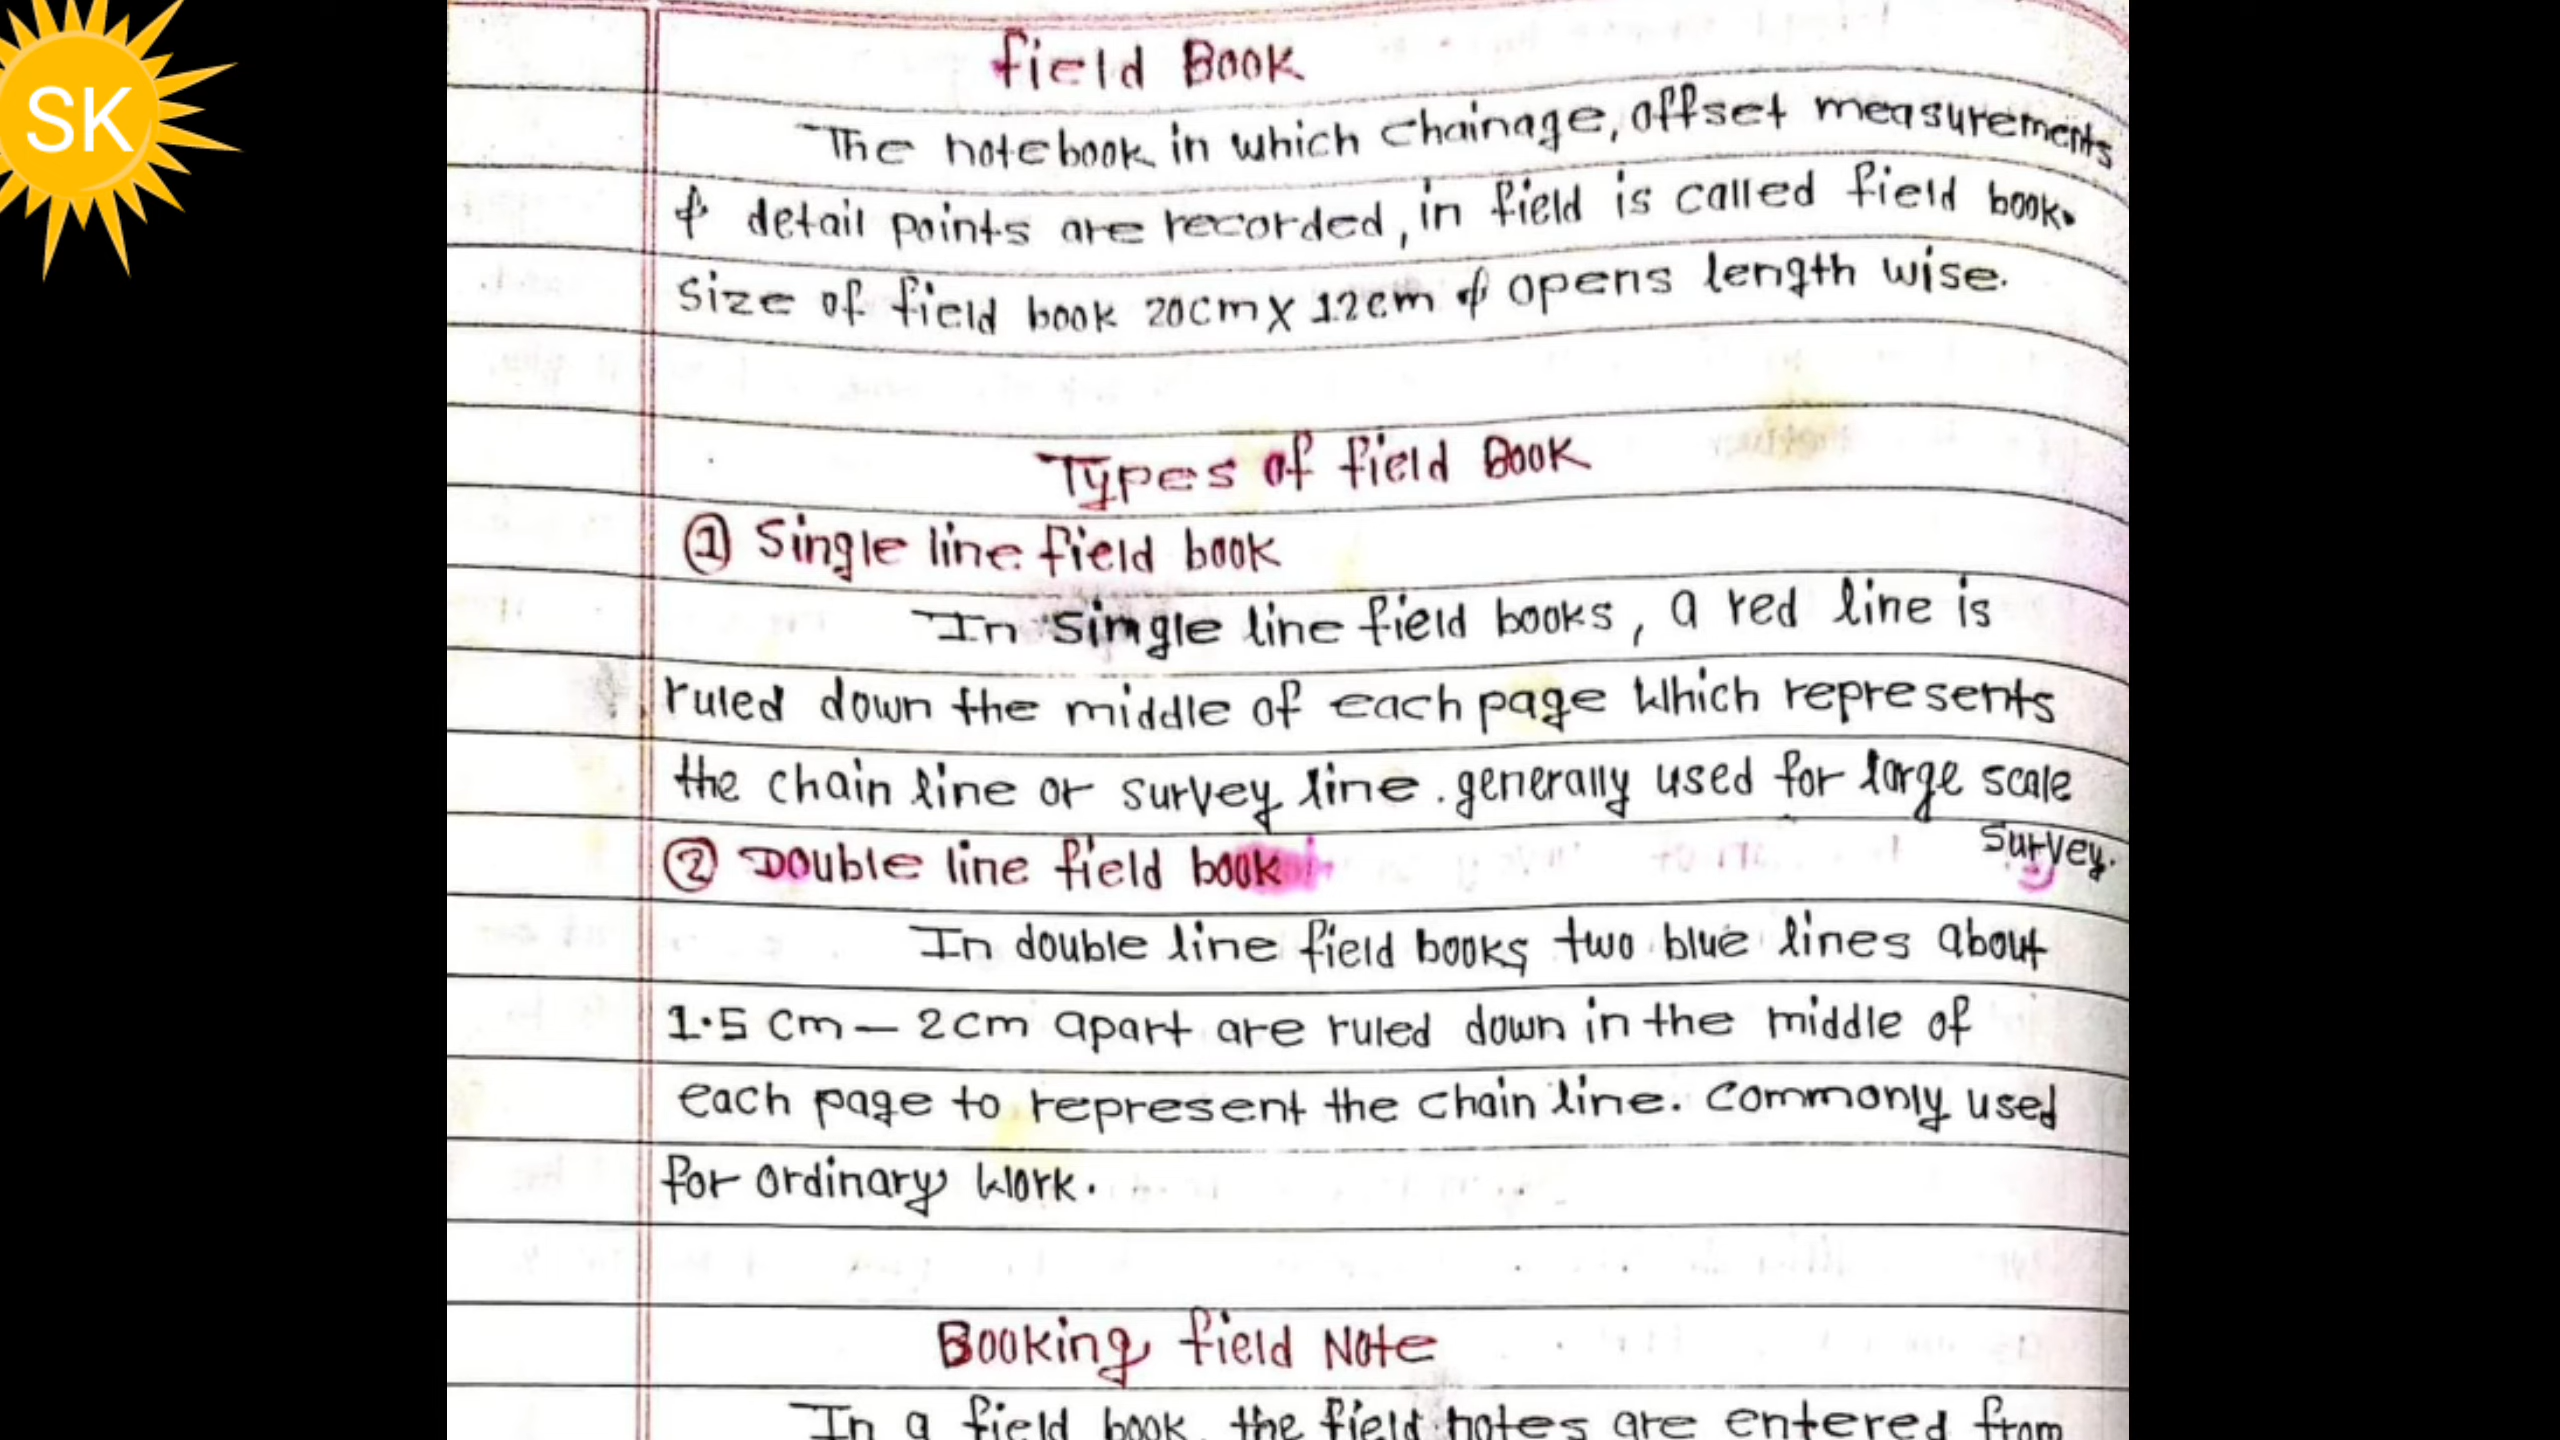 SK
field Book
The notebook in which chainage, offset measurements
& detail points are recorded, in field is called field book.
Size of field book 20cm x 12cm & opens length wise.
Types of field Book
① Single line field book
In single line field books, a red line is
ruled down the middle of each page which represents
the chain line or survey line. generally used for large scale
survey.
② Double line field book
In double line field books two blue lines about
1.5 cm - 2cm apart are ruled down in the middle of
each page to represent the chain line. commonly used
for ordinary work.
Booking field Note
In a field book, the field notes are entered from